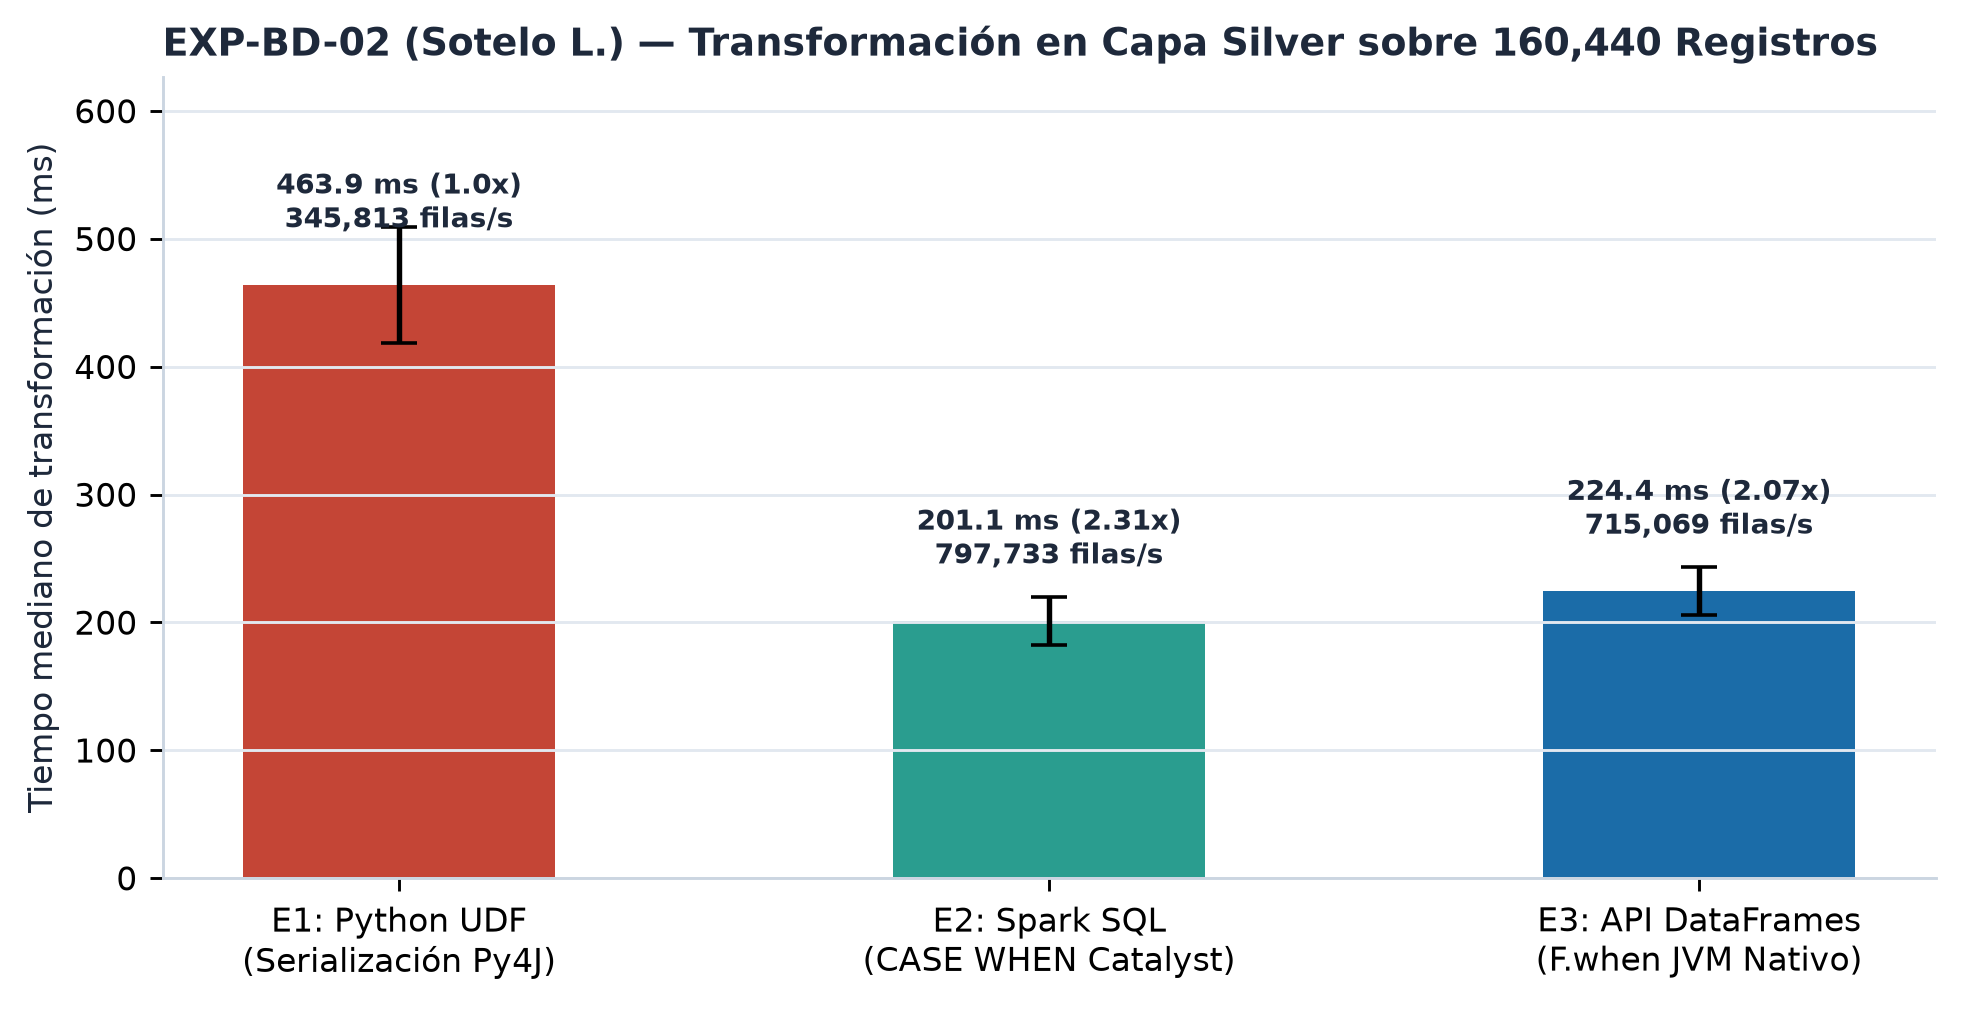 EXP-BD-02 (Sotelo L.) — Transformación en Capa Silver sobre 160,440 Registros
Tiempo mediano de transformación (ms)
600
500
400
300
200
100
0
463.9 ms (1.0x)
345,813 filas/s
201.1 ms (2.31x)
797,733 filas/s
224.4 ms (2.07x)
715,069 filas/s
E1: Python UDF
(Serialización Py4J)
E2: Spark SQL
(CASE WHEN Catalyst)
E3: API DataFrames
(F.when JVM Nativo)